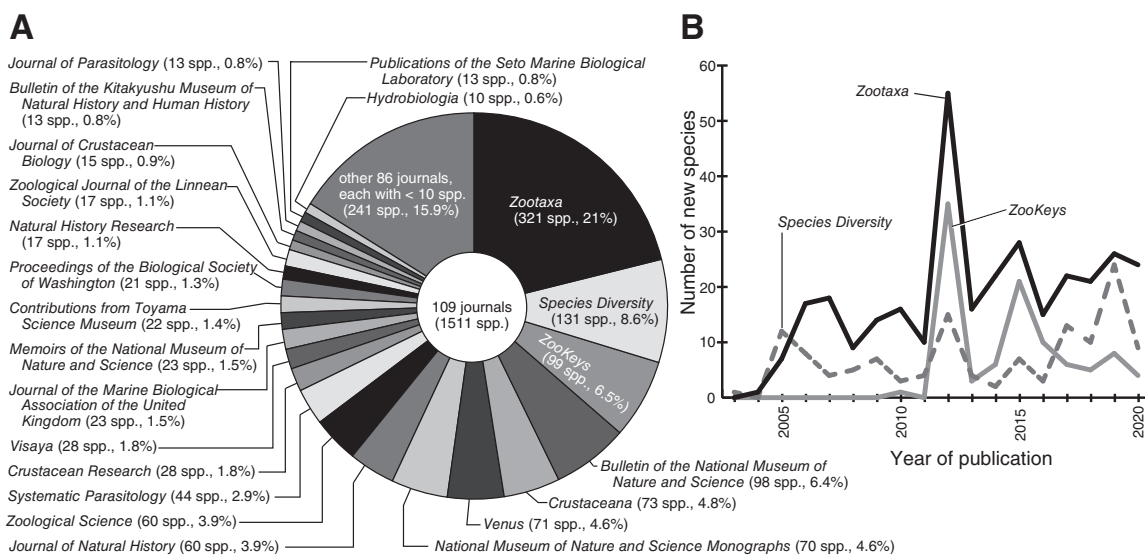 A
Journal of Parasitology (13 spp., 0.8%)
Bulletin of the Kitakyushu Museum of
Natural History and Human History
(13 spp., 0.8%)
Journal of Crustacean
Biology (15 spp., 0.9%)
Zoological Journal of the Linnean
Society (17 spp., 1.1%)
Natural History Research
(17 spp., 1.1%)
Proceedings of the Biological Society
of Washington (21 spp., 1.3%)
Contributions from Toyama
Science Museum (22 spp., 1.4%)
Memoirs of the National Museum of
Nature and Science (23 spp., 1.5%)
Journal of the Marine Biological
Association of the United
Kingdom (23 spp., 1.5%)
Visaya (28 spp., 1.8%)
Crustacean Research (28 spp., 1.8%)
Systematic Parasitology (44 spp., 2.9%)
Zoological Science (60 spp., 3.9%)
Journal of Natural History (60 spp., 3.9%)
Publications of the Seto Marine Biological
Laboratory (13 spp., 0.8%)
Hydrobiologia (10 spp., 0.6%)
other 86 journals,
each with < 10 spp.
(241 spp., 15.9%)
Zootaxa
(321 spp., 21%)
109 journals
(1511 spp.)
Species Diversity
(131 spp., 8.6%)
ZooKeys
(99 spp., 6.5%)
Bulletin of the National Museum of
Nature and Science (98 spp., 6.4%)
Crustaceana (73 spp., 4.8%)
Venus (71 spp., 4.6%)
National Museum of Nature and Science Monographs (70 spp., 4.6%)
B
Number of new species
60
50
40
30
20
10
0
Zootaxa
Species Diversity
ZooKeys
2005
2010
2015
2020
Year of publication